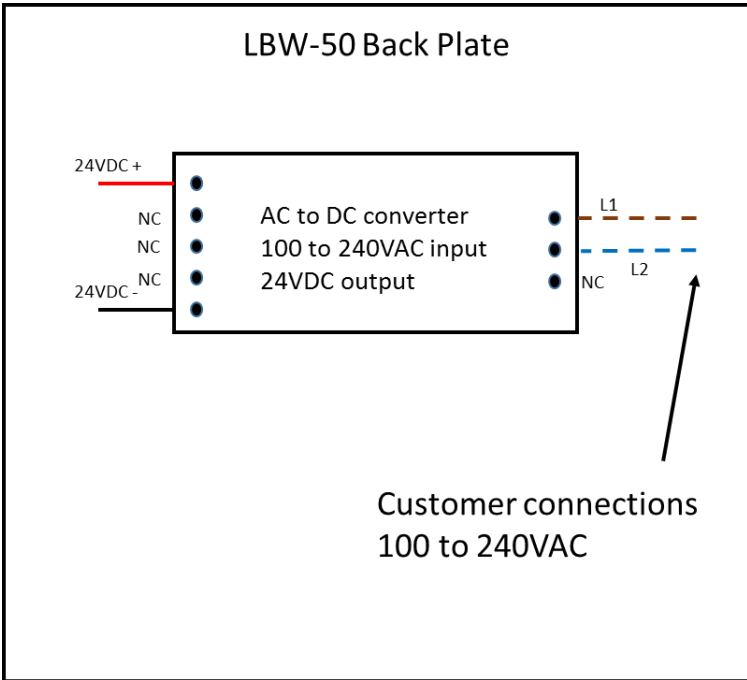 LBW-50 Back Plate
24VDC +
NC
NC
NC
24VDC -
AC to DC converter
100 to 240VAC input
24VDC output
L1
L2
NC
Customer connections
100 to 240VAC